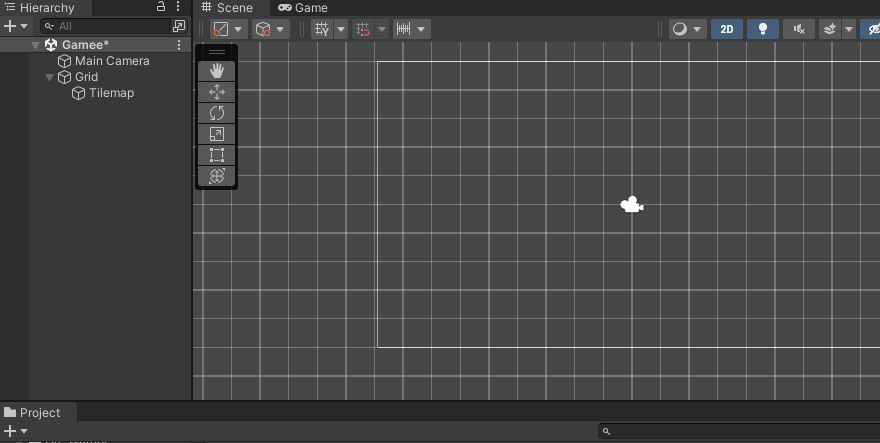 Hierarchy
Scene
Game
All
2D
Gamee*
Main Camera
Grid
Tilemap
Project